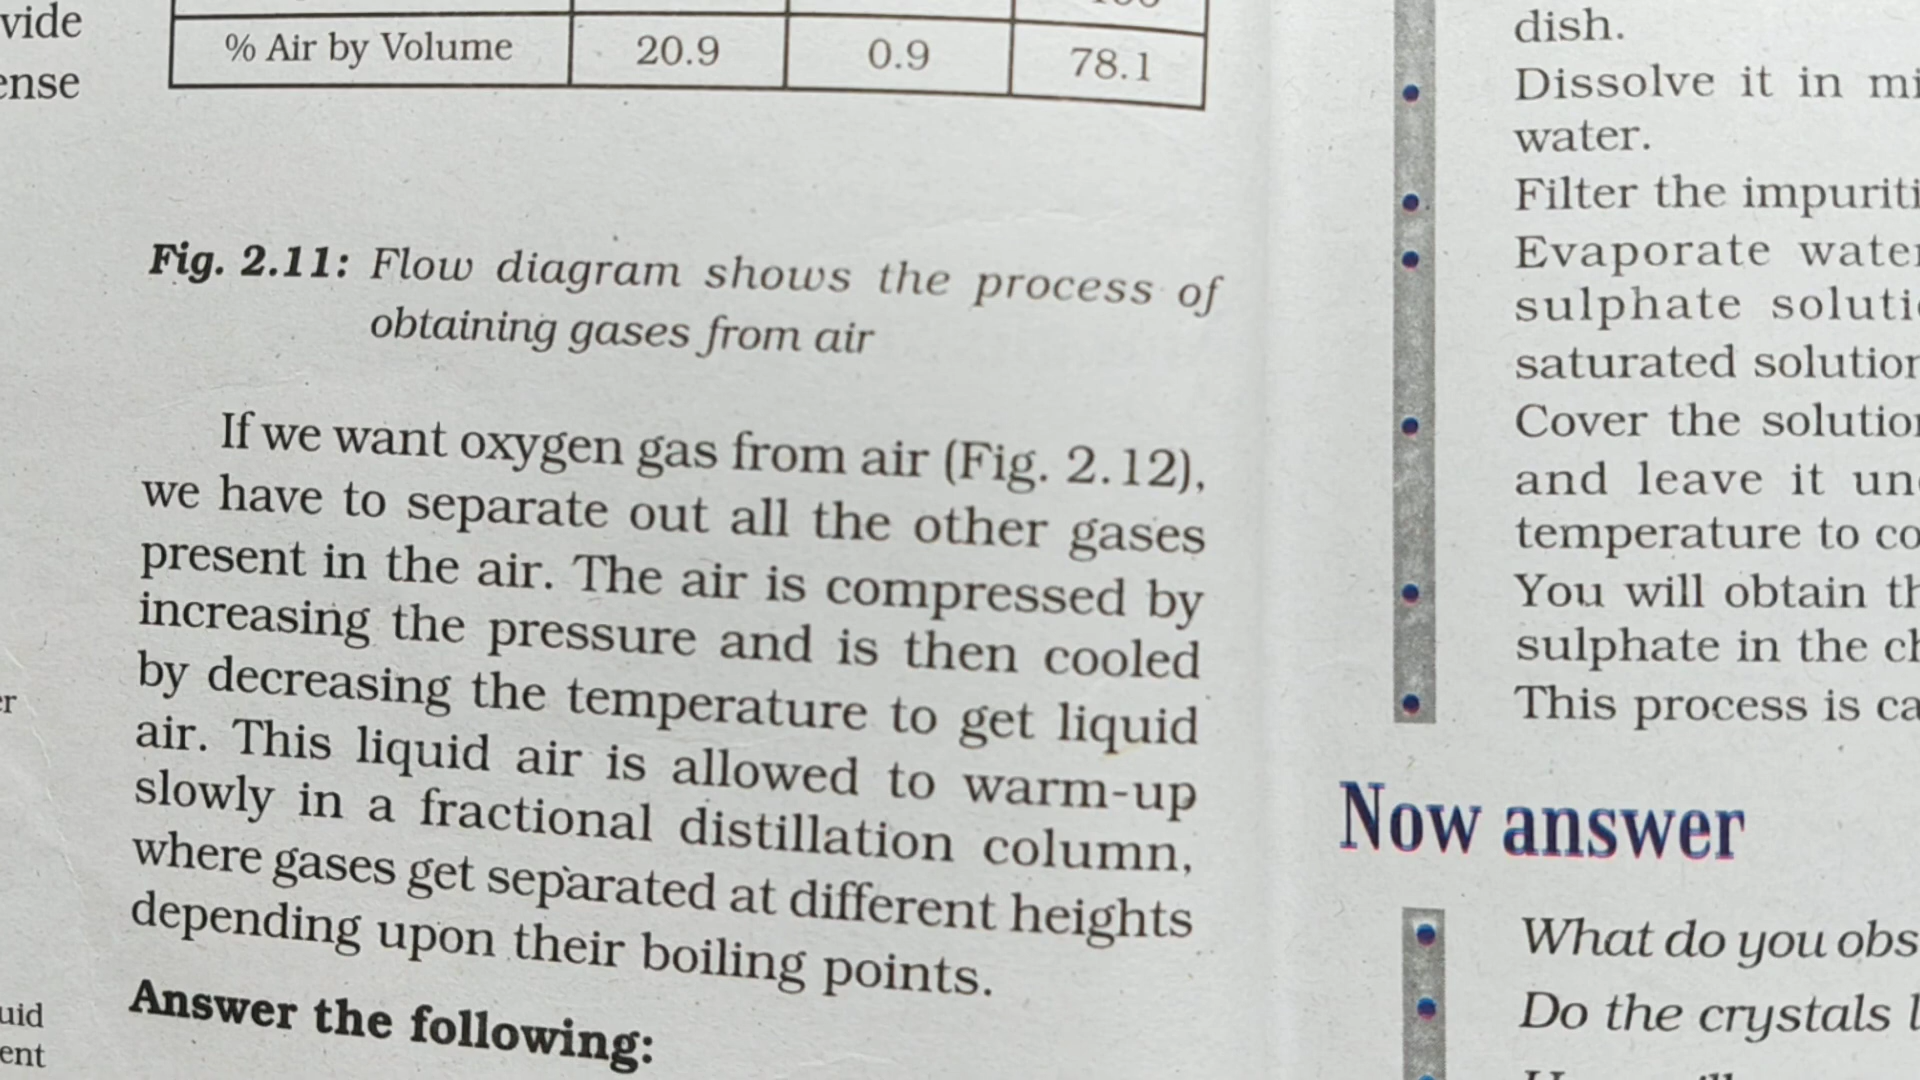 vide
ense
% Air by Volume 20.9 0.9 78.1
Fig. 2.11: Flow diagram shows the process of
obtaining gases from air
If we want oxygen gas from air (Fig. 2.12),
we have to separate out all the other gases
present in the air. The air is compressed by
increasing the pressure and is then cooled
by decreasing the temperature to get liquid
air. This liquid air is allowed to warm-up
slowly in a fractional distillation column,
where gases get separated at different heights
depending upon their boiling points.
Answer the following:
er
uid
ent
dish.
• Dissolve it in mi
water.
• Filter the impuriti
• Evaporate water
sulphate soluti
saturated solution
• Cover the solution
and leave it un
temperature to co
• You will obtain th
sulphate in the ch
• This process is ca
Now answer
• What do you obs
• Do the crystals l